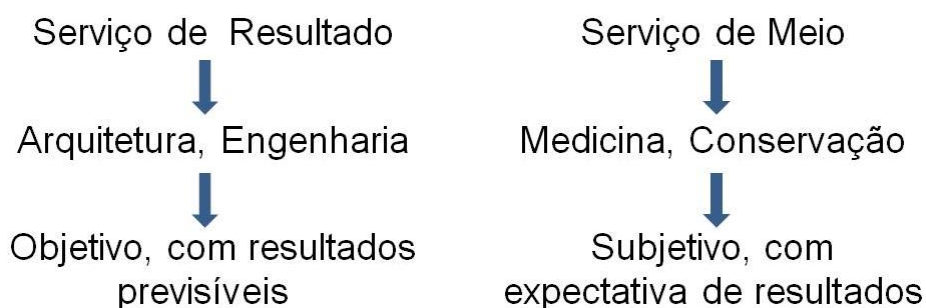 Serviço de Resultado
Arquitetura, Engenharia
Objetivo, com resultados
previsíveis
Serviço de Meio
Medicina, Conservação
Subjetivo, com
expectativa de resultados